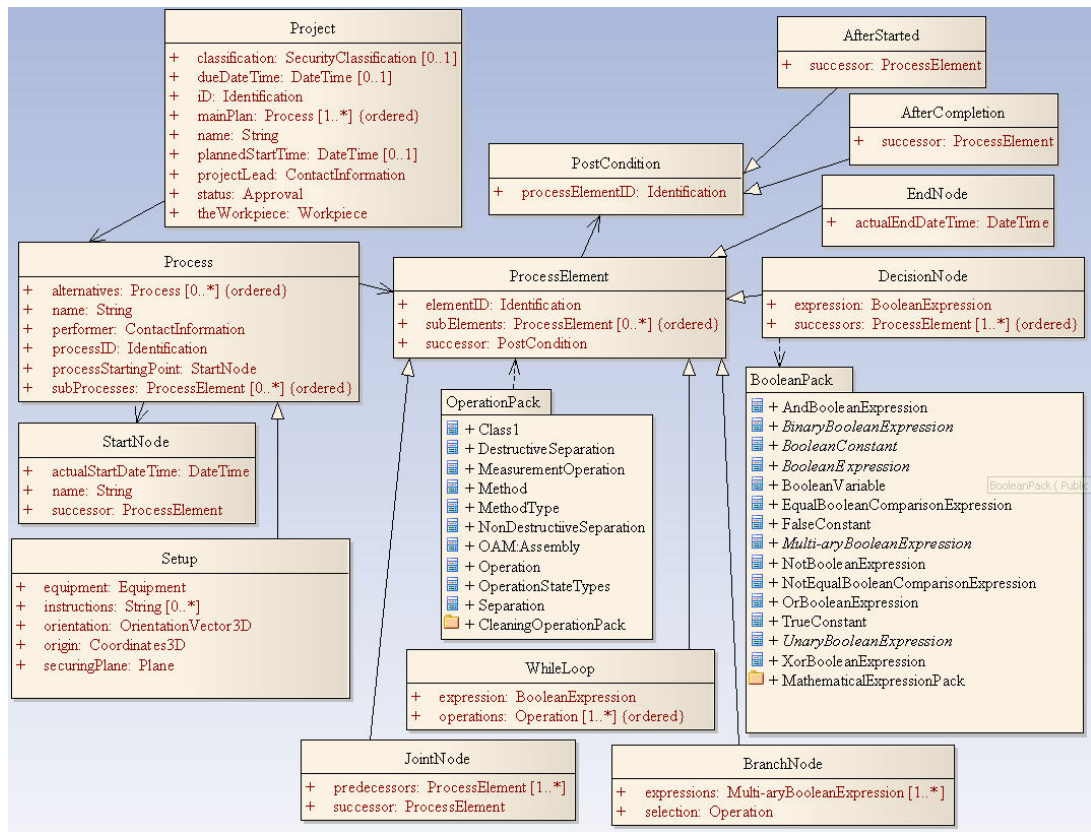 Project
+ classification: SecurityClassification [0..1]
+ dueDateTime: DateTime [0..1]
+ iD: Identification
+ mainPlan: Process [1..*] {ordered}
+ name: String
+ plannedStartTime: DateTime [0..1]
+ projectLead: ContactInformation
+ status: Approval
+ theWorkpiece: Workpiece
AfterStarted
+ successor: ProcessElement
AfterCompletion
+ successor: ProcessElement
PostCondition
+ processElementID: Identification
EndNode
+ actualEndDateTime: DateTime
Process
+ alternatives: Process [0..*] {ordered}
+ name: String
+ performer: ContactInformation
+ processID: Identification
+ processStartingPoint: StartNode
+ subProcesses: ProcessElement [0..*] {ordered}
ProcessElement
+ elementID: Identification
+ subElements: ProcessElement [0..*] {ordered}
+ successor: PostCondition
DecisionNode
+ expression: BooleanExpression
+ successors: ProcessElement [1..*] {ordered}
StartNode
+ actualStartDateTime: DateTime
+ name: String
+ successor: ProcessElement
OperationPack
+ Class1
+ DestructiveSeparation
+ MeasurementOperation
+ Method
+ MethodType
+ NonDestructiiveSeparation
+ OAM:Assembly
+ Operation
+ OperationStateTypes
+ Separation
+ CleaningOperationPack
BooleanPack
+ AndBooleanExpression
+ BinaryBooleanExpression
+ BooleanConstant
+ BooleanExpression
+ BooleanVariable
+ EqualBooleanComparisonExpression
+ FalseConstant
+ Multi-aryBooleanExpression
+ NotBooleanExpression
+ NotEqualBooleanComparisonExpression
+ OrBooleanExpression
+ TrueConstant
+ UnaryBooleanExpression
+ XorBooleanExpression
+ MathematicalExpressionPack
BooleanPack ( Public
Setup
+ equipment: Equipment
+ instructions: String [0..*]
+ orientation: OrientationVector3D
+ origin: Coordinates3D
+ securingPlane: Plane
WhileLoop
+ expression: BooleanExpression
+ operations: Operation [1..*] {ordered}
JointNode
+ predecessors: ProcessElement [1..*]
+ successor: ProcessElement
BranchNode
+ expressions: Multi-aryBooleanExpression [1..*]
+ selection: Operation